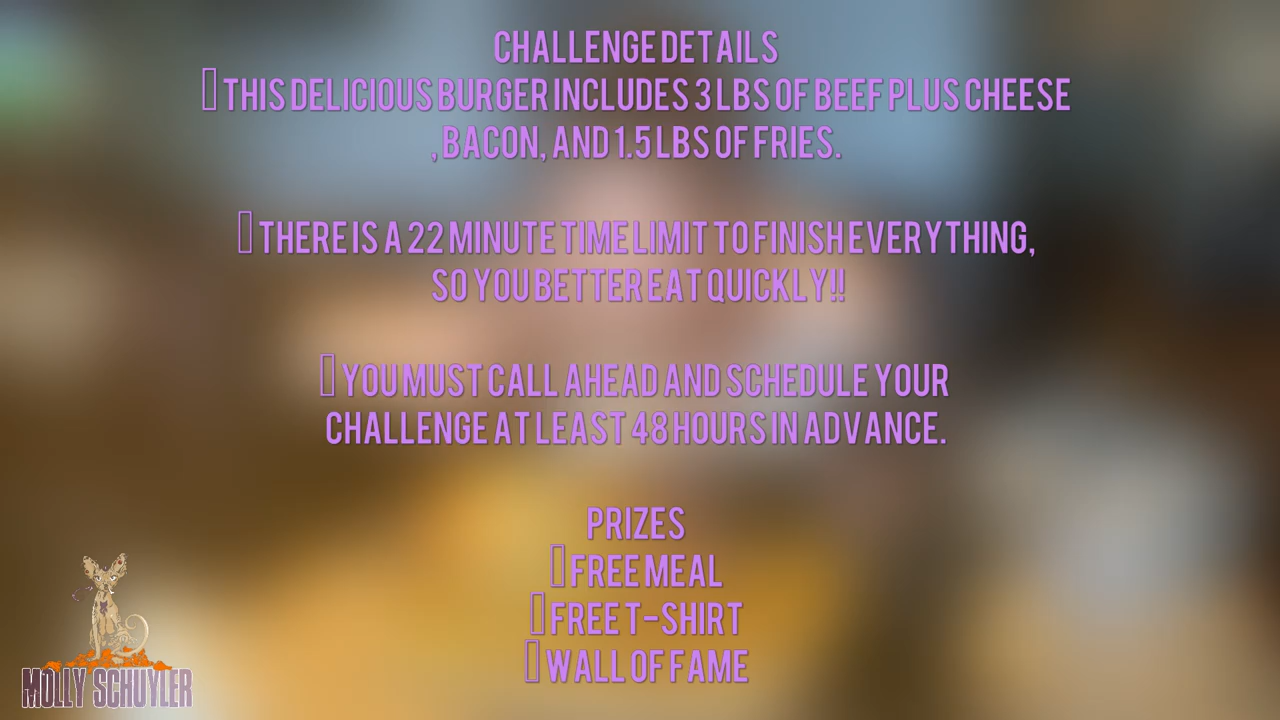 CHALLENGE DETAILS
▯ THIS DELICIOUS BURGER INCLUDES 3 LBS OF BEEF PLUS CHEESE
, BACON, AND 1.5 LBS OF FRIES.
▯ THERE IS A 22 MINUTE TIME LIMIT TO FINISH EVERYTHING,
SO YOU BETTER EAT QUICKLY!!
▯ YOU MUST CALL AHEAD AND SCHEDULE YOUR
CHALLENGE AT LEAST 48 HOURS IN ADVANCE.
PRIZES
▯ FREE MEAL
▯ FREE T-SHIRT
▯ WALL OF FAME
MOLLY SCHUYLER